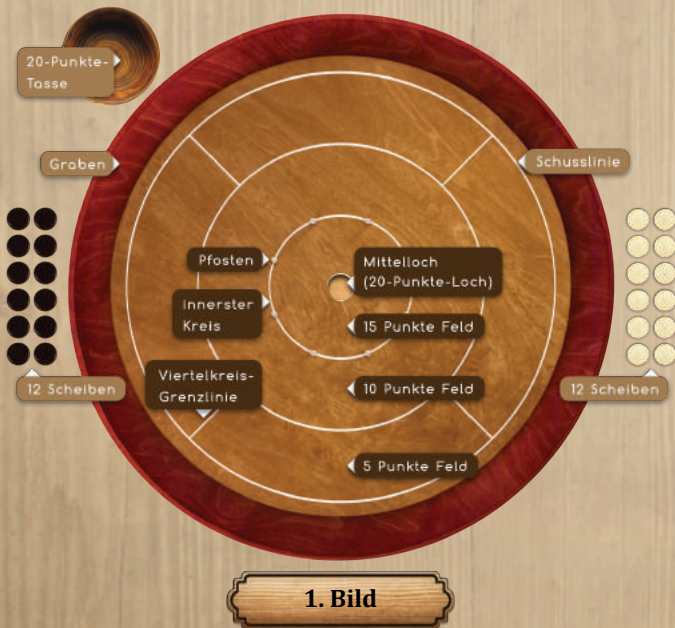 20-Punkte-
Tasse
Graben
Schusslinie
Pfosten
Mittelloch
(20-Punkte-Loch)
Innerster
Kreis
15 Punkte Feld
Viertelkreis-
Grenzlinie
10 Punkte Feld
12 Scheiben
12 Scheiben
5 Punkte Feld
1. Bild